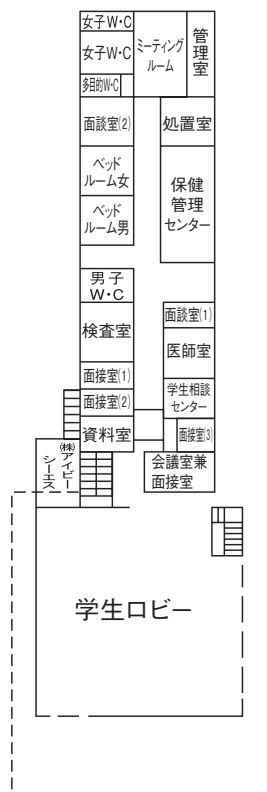 女子W・C
女子W・C
多目的W・C
ミーティング
ルーム
管理室
面談室(2)
処置室
ベッド
ルーム女
ベッド
ルーム男
保健
管理
センター
男子
W・C
検査室
面談室(1)
医師室
面接室(1)
面接室(2)
学生相談
センター
資料室
面接室(3)
㈱アイビー
シーエス
会議室兼
面接室
学生ロビー